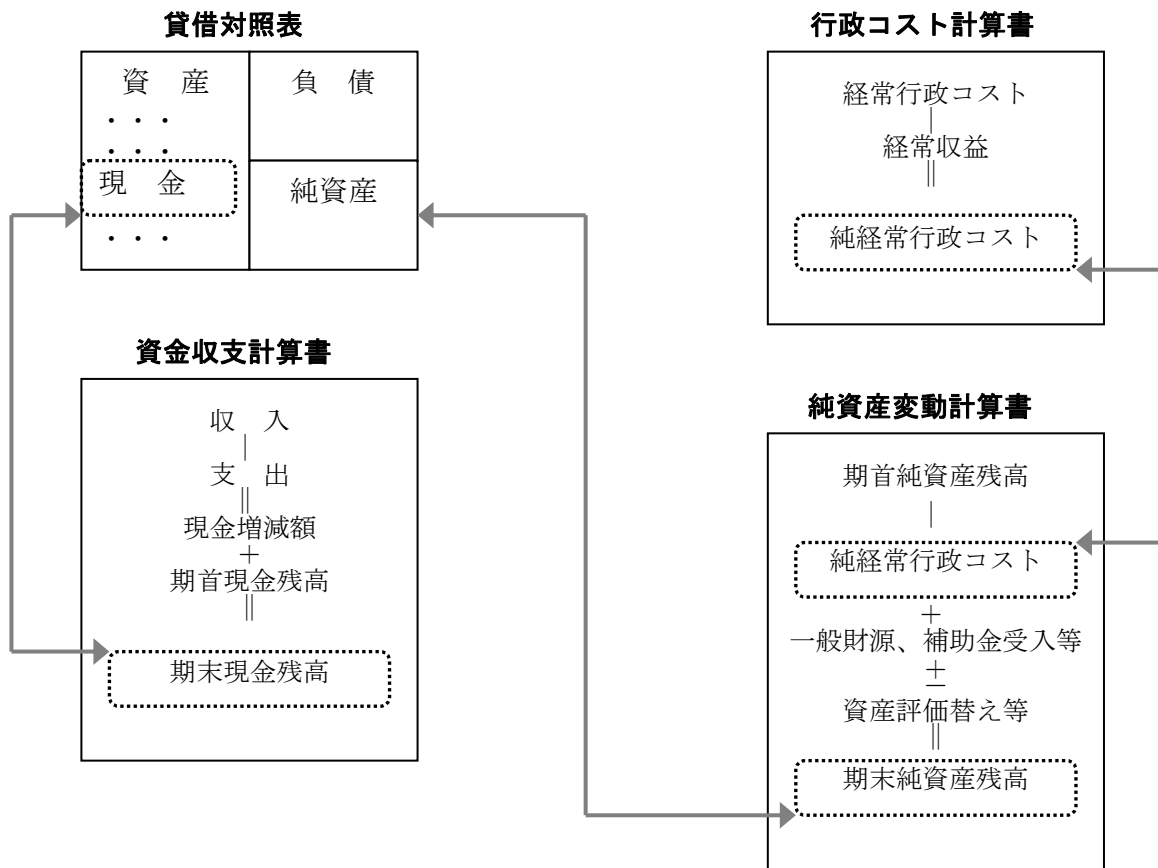 貸借対照表
資　産
・・・
・・・
現　金
・・・
負　債
純資産
資金収支計算書
収　入
－
支　出
＝
現金増減額
＋
期首現金残高
＝
期末現金残高
行政コスト計算書
経常行政コスト
－
経常収益
＝
純経常行政コスト
純資産変動計算書
期首純資産残高
－
純経常行政コスト
＋
一般財源、補助金受入等
±
資産評価替え等
＝
期末純資産残高